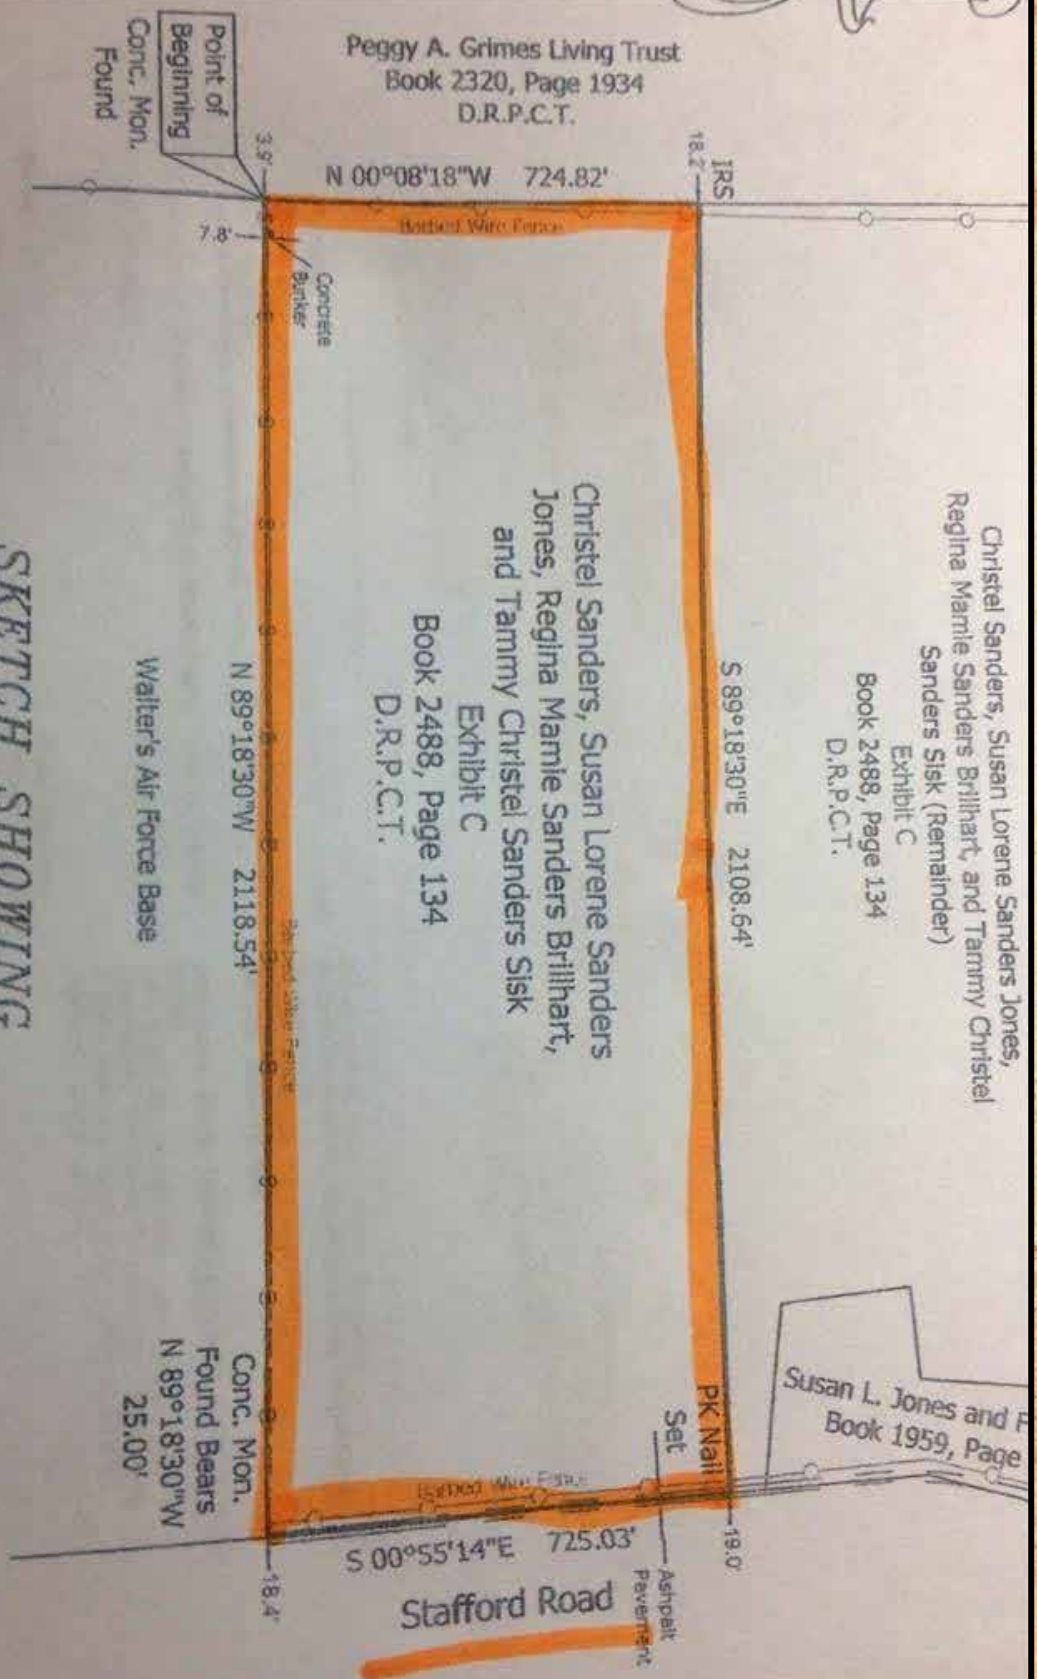 Peggy A. Grimes Living Trust
Book 2320, Page 1934
D.R.P.C.T.
Point of
Beginning
Conc. Mon.
Found
3.9'
N 00°08'18"W 724.82'
18.2'
IRS
Barbed Wire Fence
7.8'
Concrete
Bunker
Christel Sanders, Susan Lorene Sanders Jones,
Regina Mamie Sanders Brillhart, and Tammy Christel
Sanders Sisk (Remainder)
Exhibit C
Book 2488, Page 134
D.R.P.C.T.
S 89°18'30"E 2108.64'
Christel Sanders, Susan Lorene Sanders
Jones, Regina Mamie Sanders Brillhart,
and Tammy Christel Sanders Sisk
Exhibit C
Book 2488, Page 134
D.R.P.C.T.
Barbed Wire Fence
N 89°18'30"W 2118.54'
Walter's Air Force Base
SKETCH SHOWING
Susan L. Jones and
Book 1959, Page
PK Nail
Set
Conc. Mon.
Found Bears
N 89°18'30"W
25.00'
Barbed Wire Fence
S 00°55'14"E 725.03'
19.0'
18.4'
Ashpalt
Pavement
Stafford Road